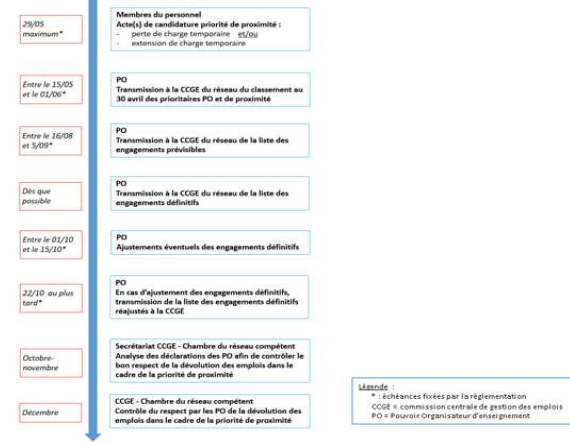 29/05
maximum*
Membres du personnel
Acte(s) de candidature priorité de proximité :
- perte de charge temporaire et/ou
- extension de charge temporaire
Entre le 15/05
et le 01/06*
PO
Transmission à la CCGE du réseau du classement au
30 avril des prioritaires PO et de proximité
Entre le 16/08
et 5/09*
PO
Transmission à la CCGE du réseau de la liste des
engagements prévisibles
Dès que
possible
PO
Transmission à la CCGE du réseau de la liste des
engagements définitifs
Entre le 01/10
et le 15/10*
PO
Ajustements éventuels des engagements définitifs
22/10 au plus
tard*
PO
En cas d'ajustement des engagements définitifs,
transmission de la liste des engagements définitifs
réajustés à la CCGE
Octobre-
novembre
Secrétariat CCGE - Chambre du réseau compétent
Analyse des déclarations des PO afin de contrôler le
bon respect de la dévolution des emplois dans le
cadre de la priorité de proximité
Décembre
CCGE - Chambre du réseau compétent
Contrôle du respect par les PO de la dévolution des
emplois dans le cadre de la priorité de proximité
Légende :
* : échéances fixées par la règlementation
CCGE = commission centrale de gestion des emplois
PO = Pouvoir Organisateur d'enseignement